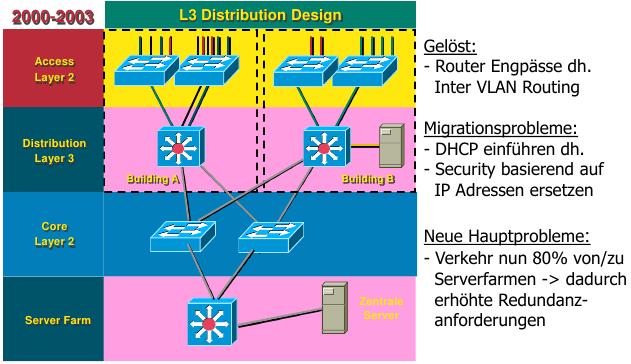 2000-2003
L3 Distribution Design
Access
Layer 2
Distribution
Layer 3
Building A
Building B
Core
Layer 2
Server Farm
Zentrale
Server
Gelöst:
- Router Engpässe dh.
Inter VLAN Routing
Migrationsprobleme:
- DHCP einführen dh.
- Security basierend auf
IP Adressen ersetzen
Neue Hauptprobleme:
- Verkehr nun 80% von/zu
Serverfarmen -> dadurch
erhöhte Redundanz-
anforderungen